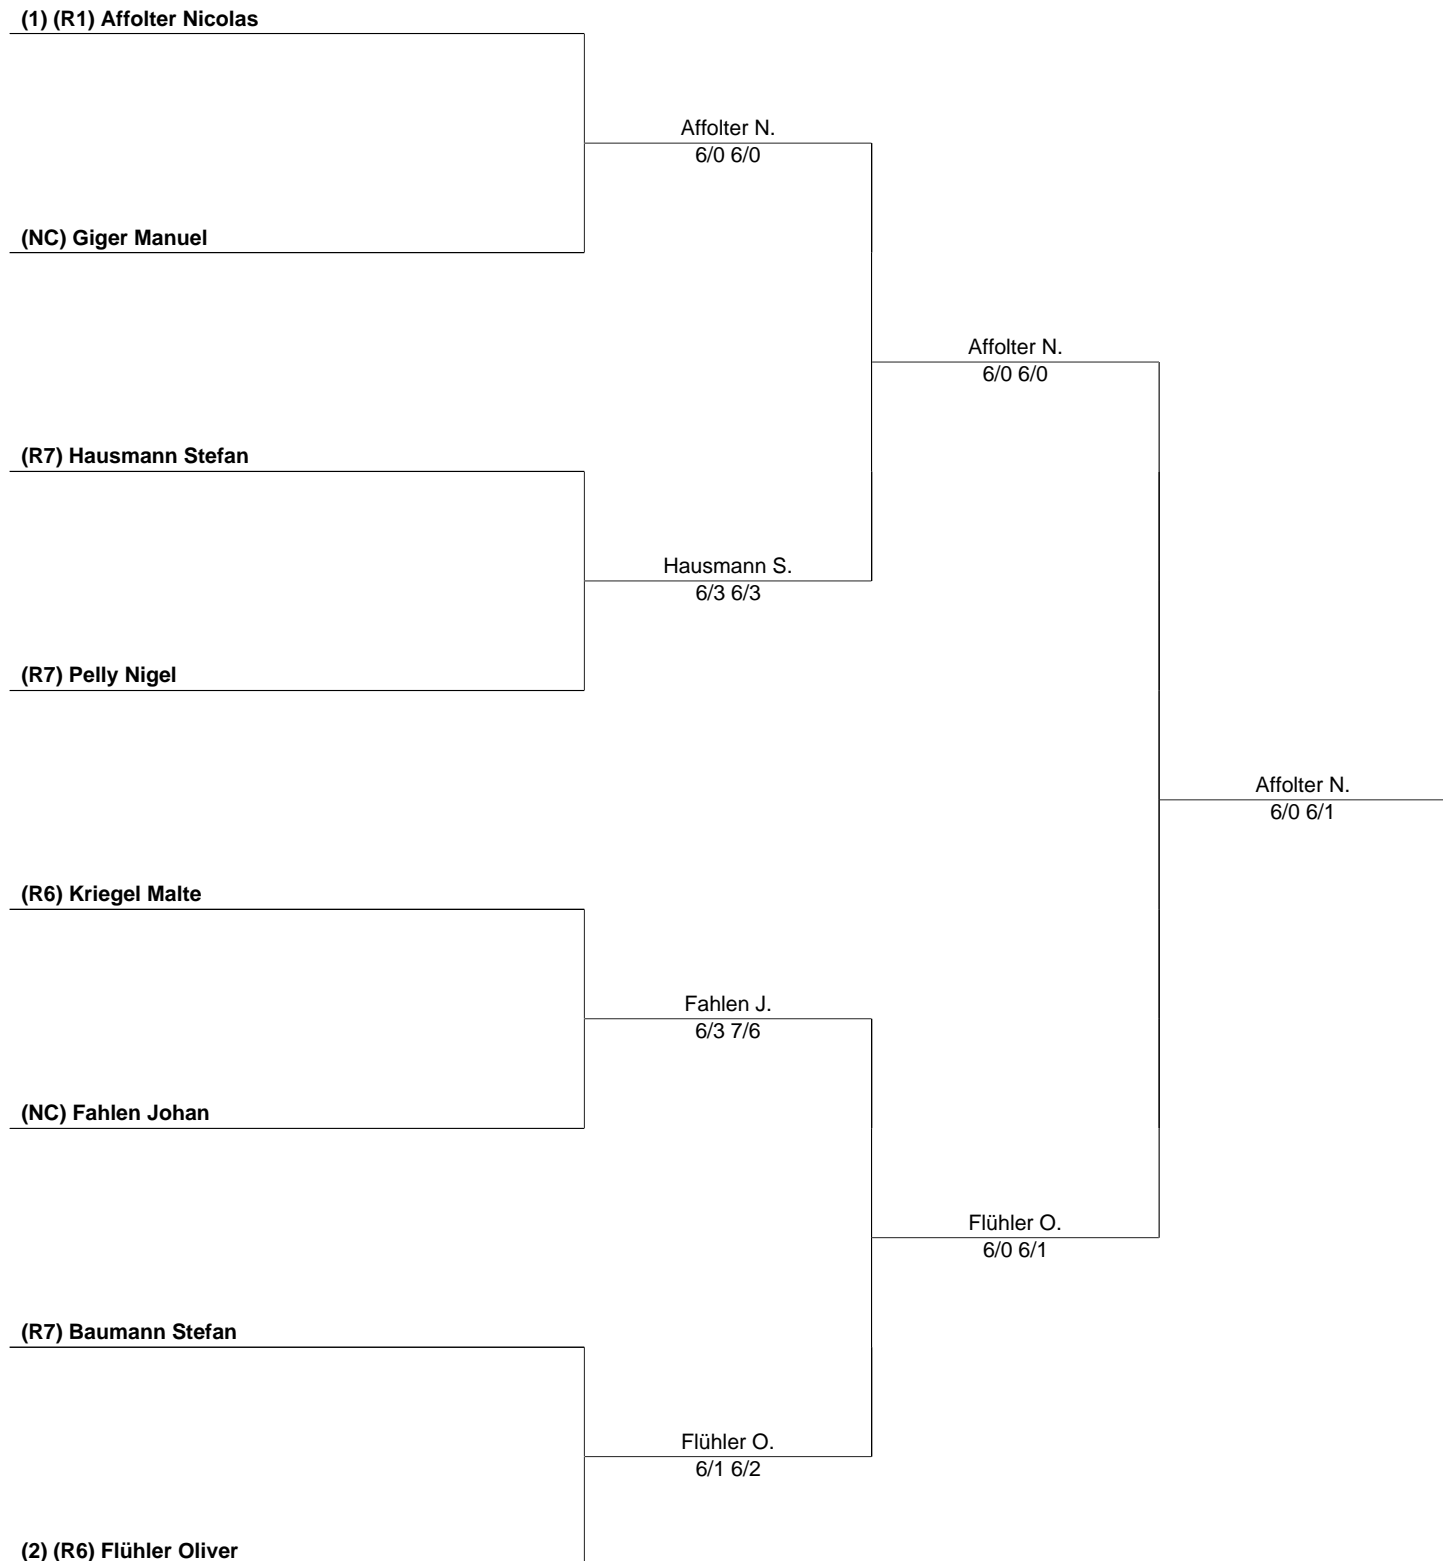 (1) (R1) Affolter Nicolas
Affolter N.
6/0 6/0
(NC) Giger Manuel
Affolter N.
6/0 6/0
(R7) Hausmann Stefan
Hausmann S.
6/3 6/3
(R7) Pelly Nigel
Affolter N.
6/0 6/1
(R6) Kriegel Malte
Fahlen J.
6/3 7/6
(NC) Fahlen Johan
Flühler O.
6/0 6/1
(R7) Baumann Stefan
Flühler O.
6/1 6/2
(2) (R6) Flühler Oliver